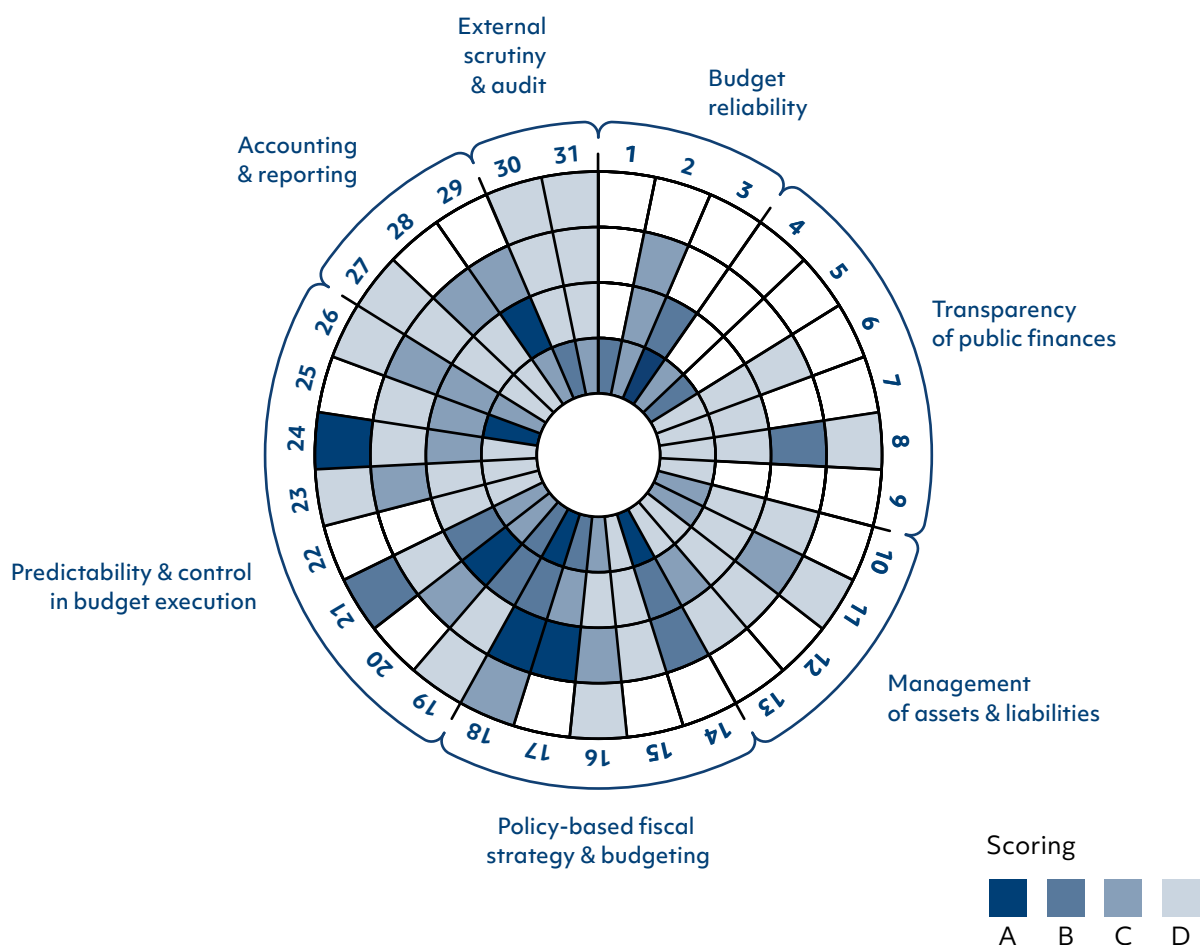 External
scrutiny
& audit
Budget
reliability
Accounting
& reporting
Transparency
of public finances
Predictability & control
in budget execution
Management
of assets & liabilities
Policy-based fiscal
strategy & budgeting
1
2
3
4
5
6
7
8
9
10
11
12
13
14
15
16
17
18
19
20
21
22
23
24
25
26
27
28
29
30
31
Scoring
A B C D